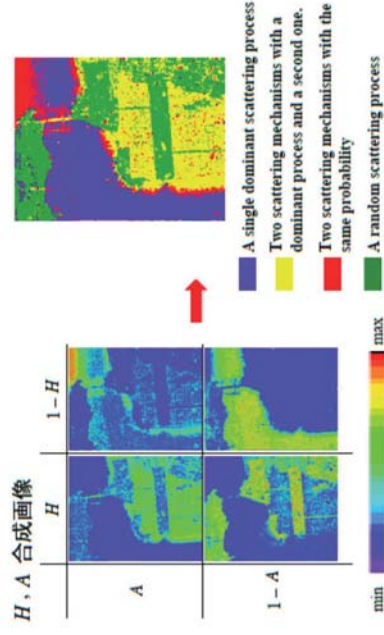 H, A 合成画像
H
1-H
A
1-A
min
max
A single dominant scattering process
Two scattering mechanisms with a
dominant process and a second one.
Two scattering mechanisms with the
same probability
A random scattering process